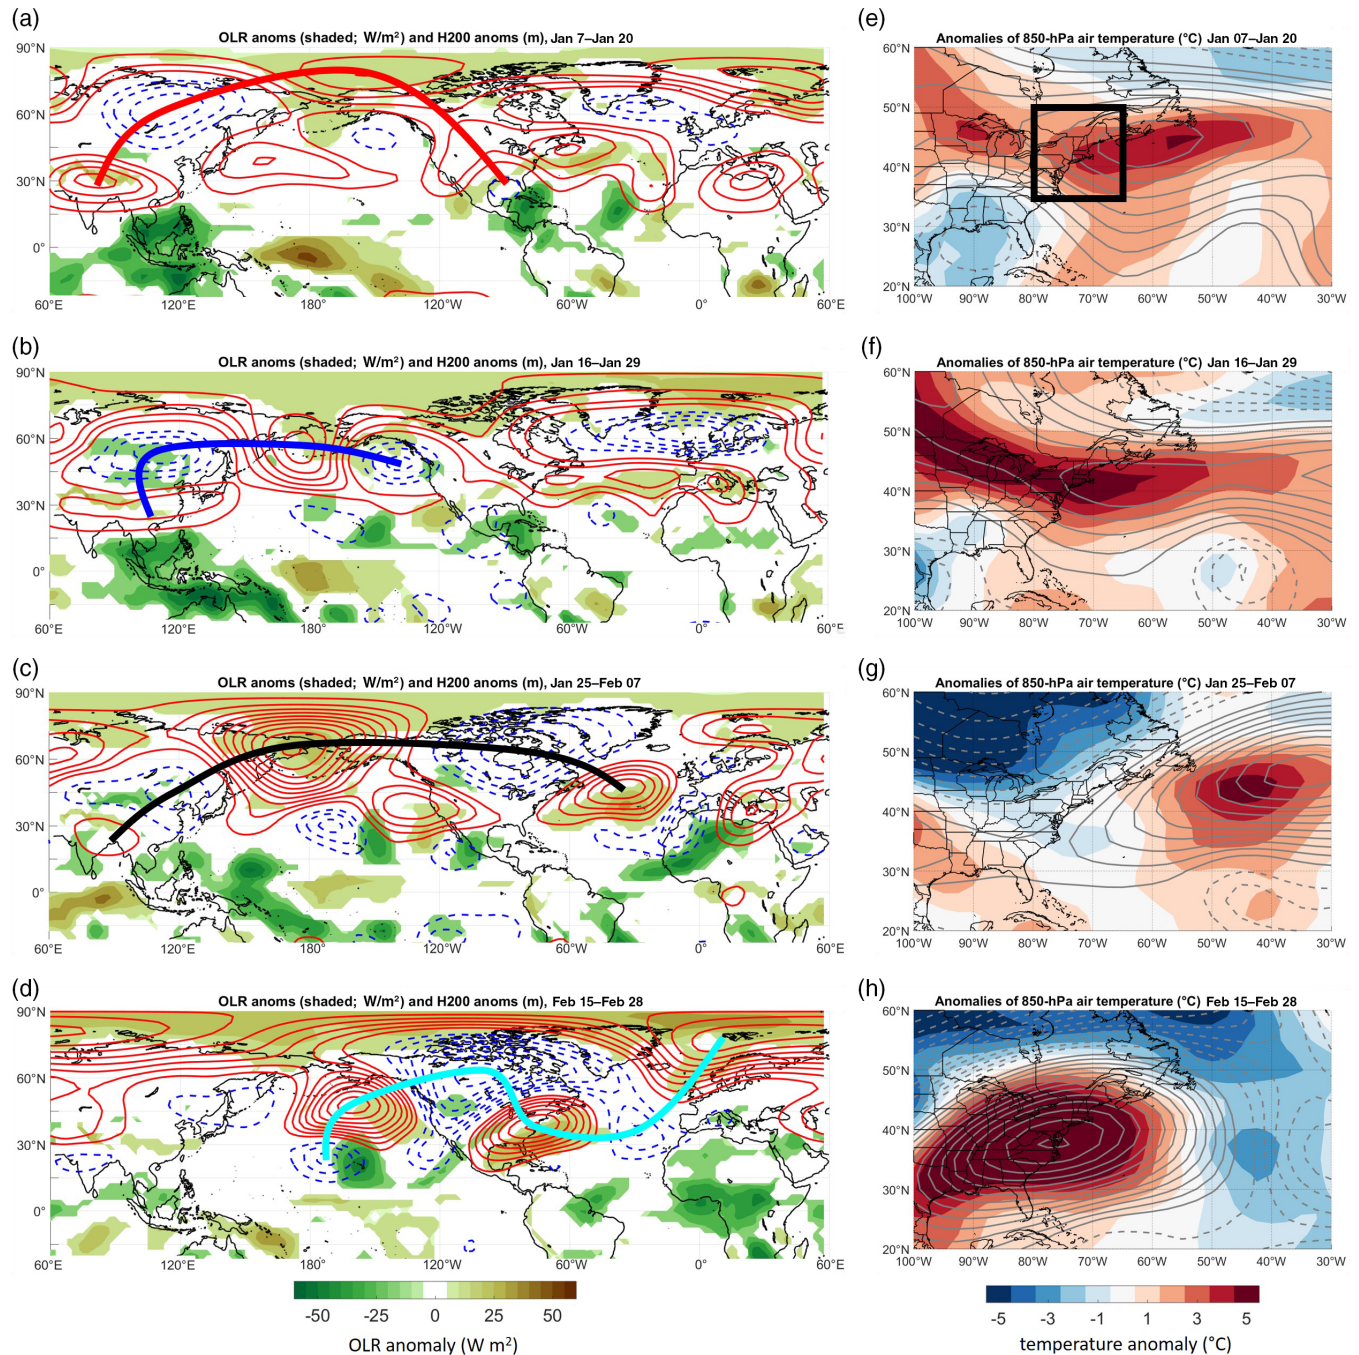 (a)
OLR anoms (shaded; W/m²) and H200 anoms (m), Jan 7–Jan 20
90°N
60°N
30°N
0°
60°E 120°E 180° 120°W 60°W 0° 60°E
(e)
Anomalies of 850-hPa air temperature (°C) Jan 07–Jan 20
60°N
50°N
40°N
30°N
20°N
100°W 90°W 80°W 70°W 60°W 50°W 40°W 30°W
(b)
OLR anoms (shaded; W/m²) and H200 anoms (m), Jan 16–Jan 29
90°N
60°N
30°N
0°
60°E 120°E 180° 120°W 60°W 0° 60°E
(f)
Anomalies of 850-hPa air temperature (°C) Jan 16–Jan 29
60°N
50°N
40°N
30°N
20°N
100°W 90°W 80°W 70°W 60°W 50°W 40°W 30°W
(c)
OLR anoms (shaded; W/m²) and H200 anoms (m), Jan 25–Feb 07
90°N
60°N
30°N
0°
60°E 120°E 180° 120°W 60°W 0° 60°E
(g)
Anomalies of 850-hPa air temperature (°C) Jan 25–Feb 07
60°N
50°N
40°N
30°N
20°N
100°W 90°W 80°W 70°W 60°W 50°W 40°W 30°W
(d)
OLR anoms (shaded; W/m²) and H200 anoms (m), Feb 15–Feb 28
90°N
60°N
30°N
0°
60°E 120°E 180° 120°W 60°W 0° 60°E
(h)
Anomalies of 850-hPa air temperature (°C) Feb 15–Feb 28
60°N
50°N
40°N
30°N
20°N
100°W 90°W 80°W 70°W 60°W 50°W 40°W 30°W
-50 -25 0 25 50
OLR anomaly (W m²)
-5 -3 -1 1 3 5
temperature anomaly (°C)